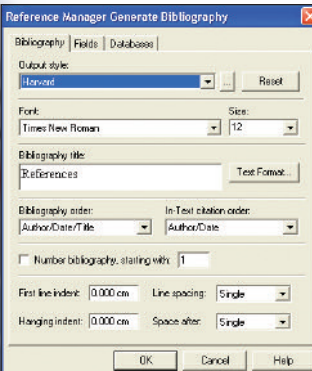 Reference Manager Generate Bibliography
Bibliography Fields Databases
Output style:
Harvard ... Reset
Font: Size:
Times New Roman 12
Bibliography title:
References Text Format...
Bibliography order: In-Text citation order:
Author/Date/Title Author/Date
Number bibliography, starting with: 1
First line indent: 0.000 cm Line spacing: Single
Hanging indent: 0.000 cm Space after: Single
OK Cancel Help